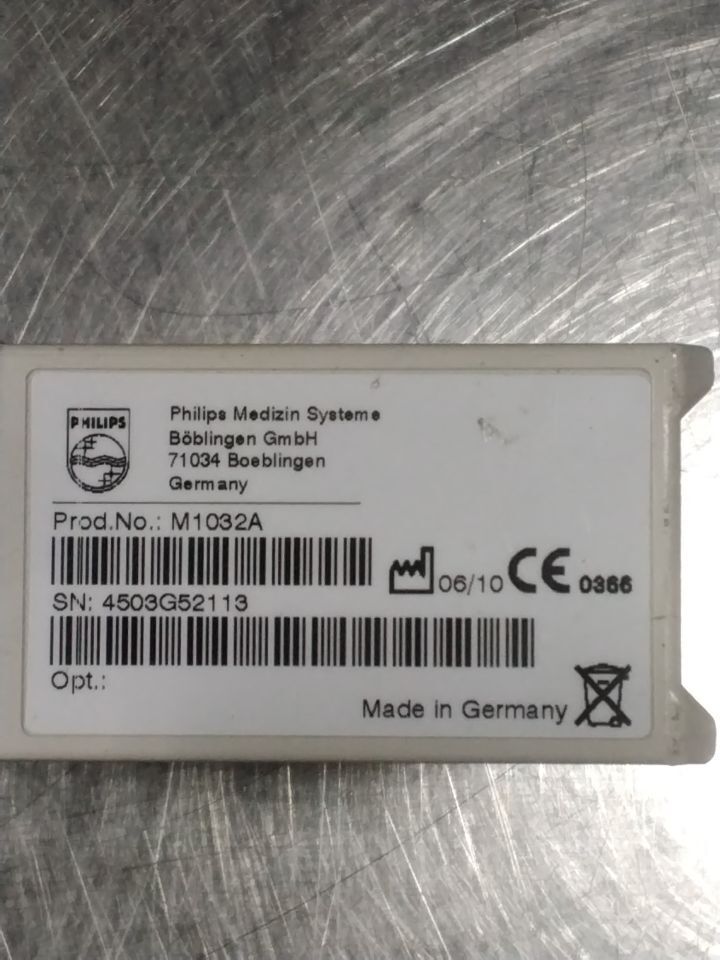 PHILIPS
Philips Medizin Systeme
Böblingen GmbH
71034 Boeblingen
Germany
Prod.No.: M1032A
06/10 CE 0366
SN: 4503G52113
Opt.:
Made in Germany